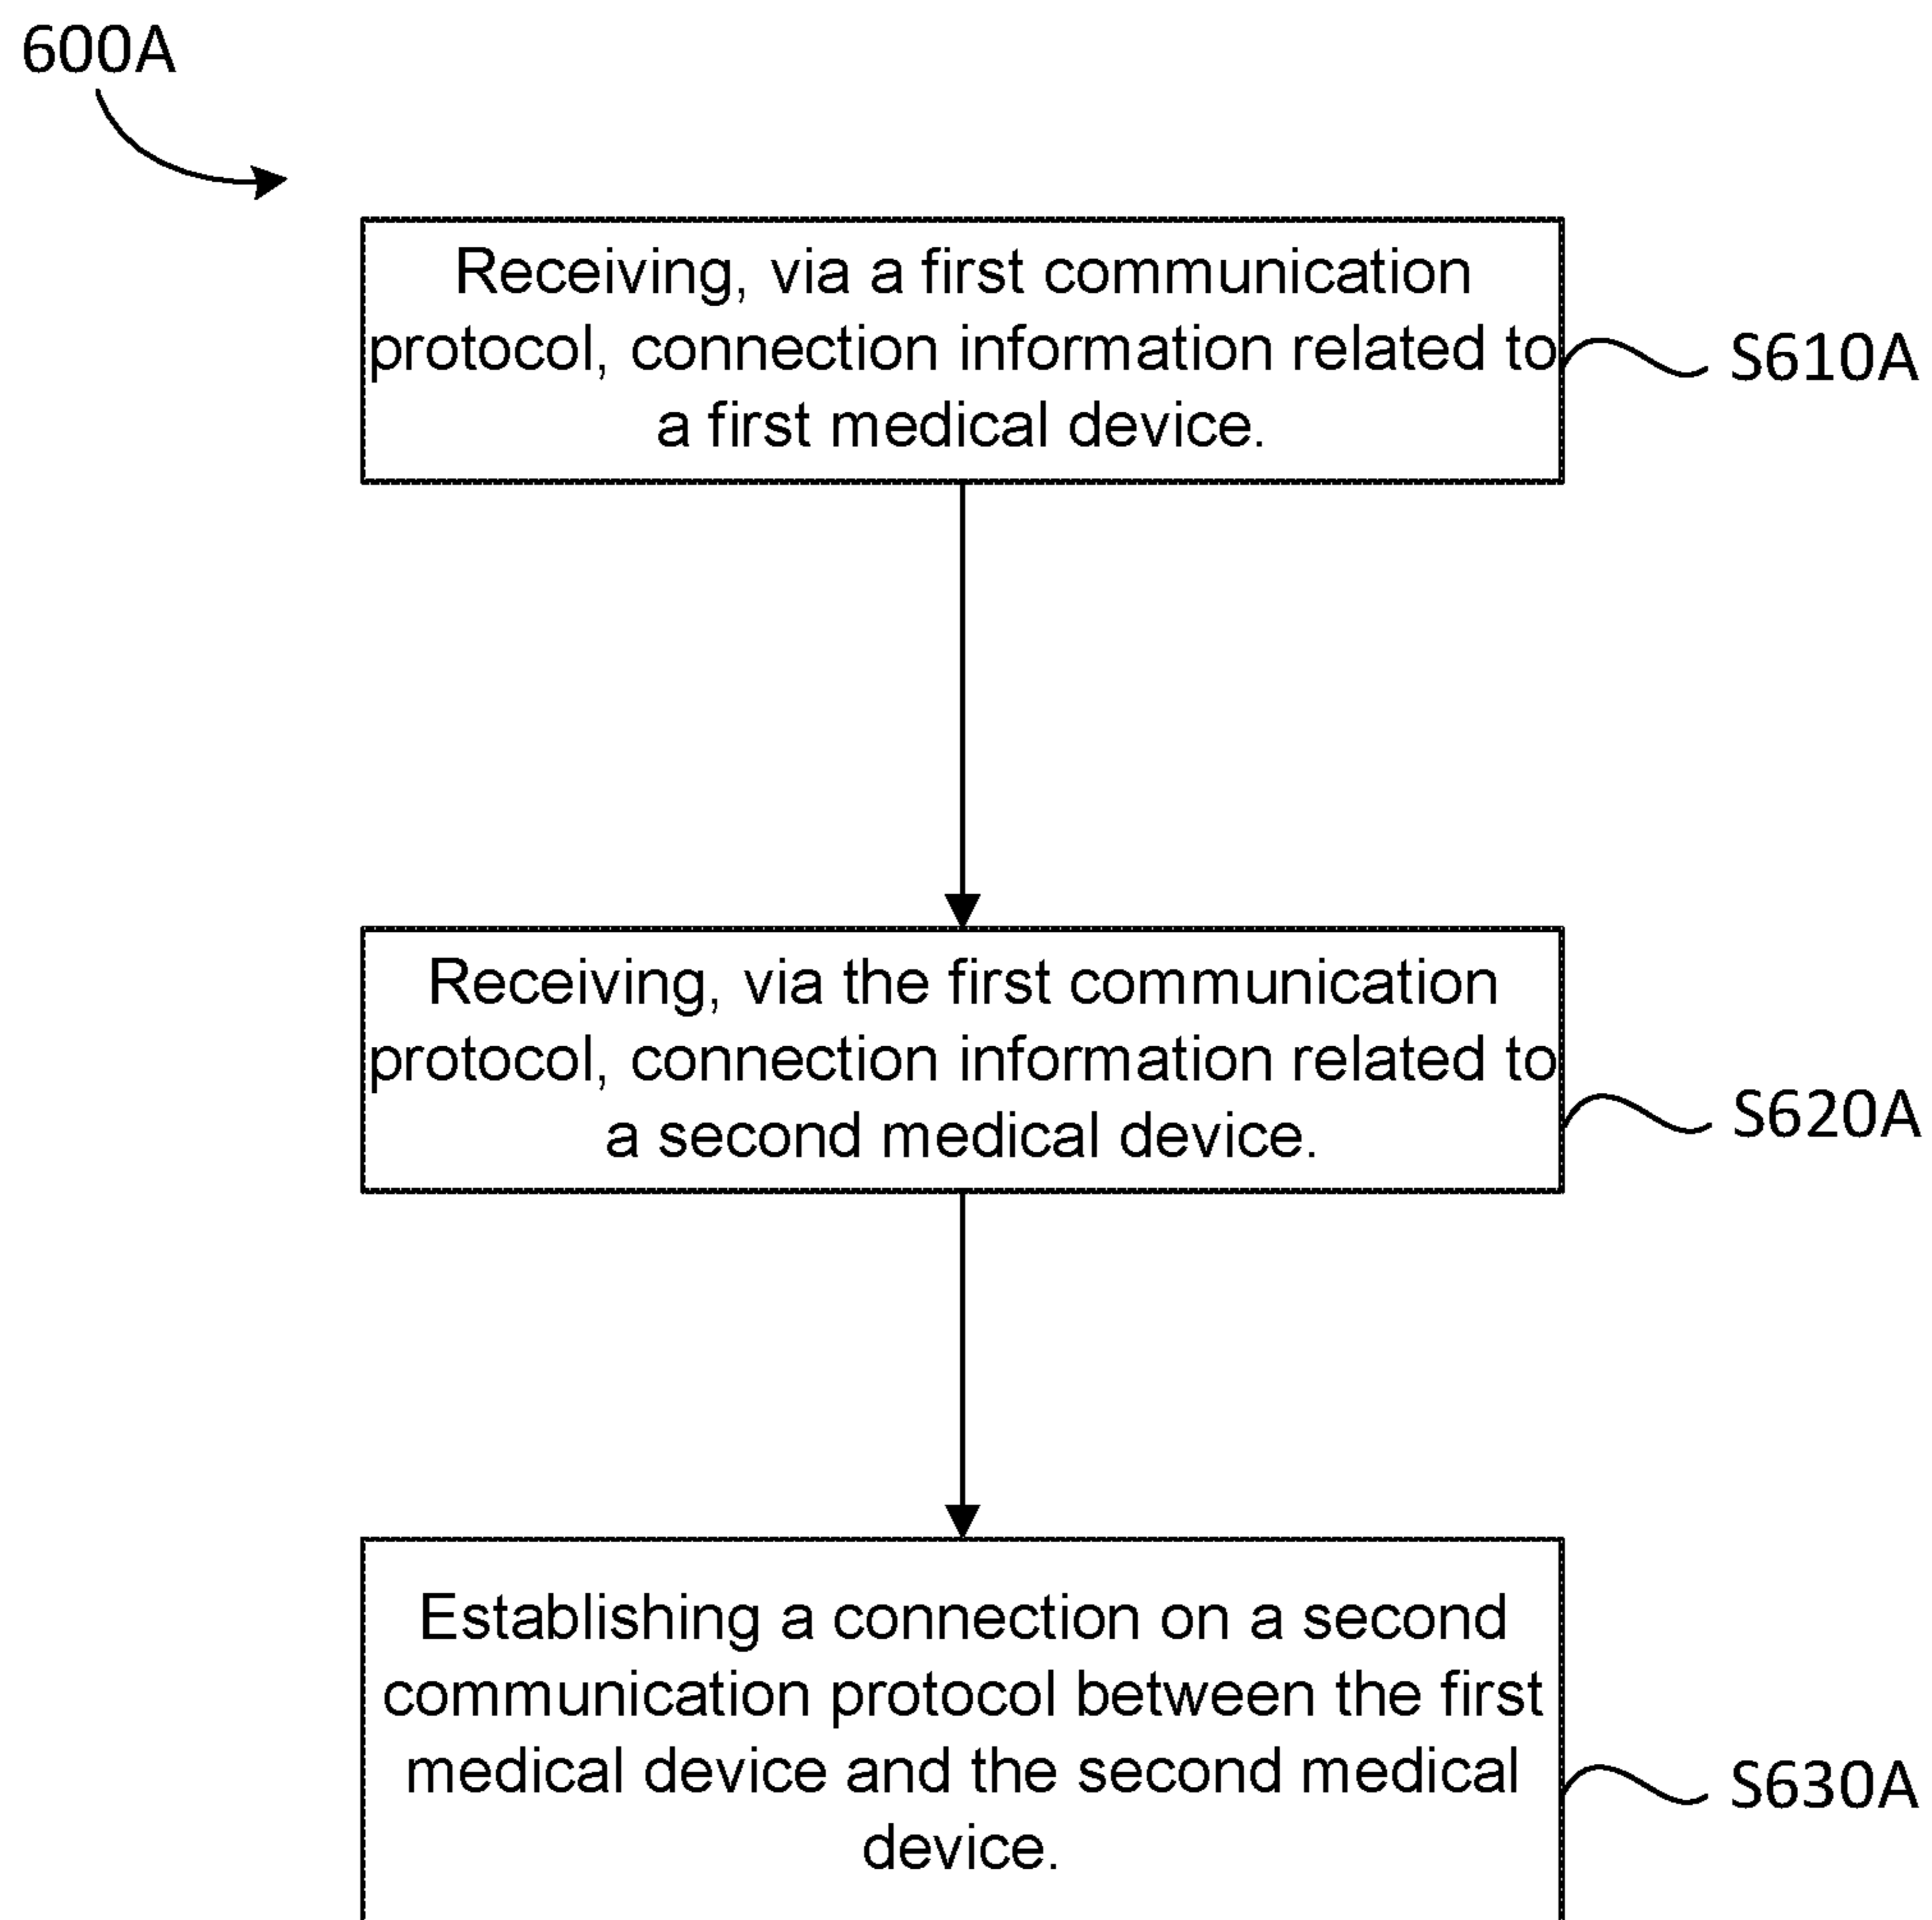 600A
Receiving, via a first communication
protocol, connection information related to
a first medical device.
S610A
Receiving, via the first communication
protocol, connection information related to
a second medical device.
S620A
Establishing a connection on a second
communication protocol between the first
medical device and the second medical
device.
S630A